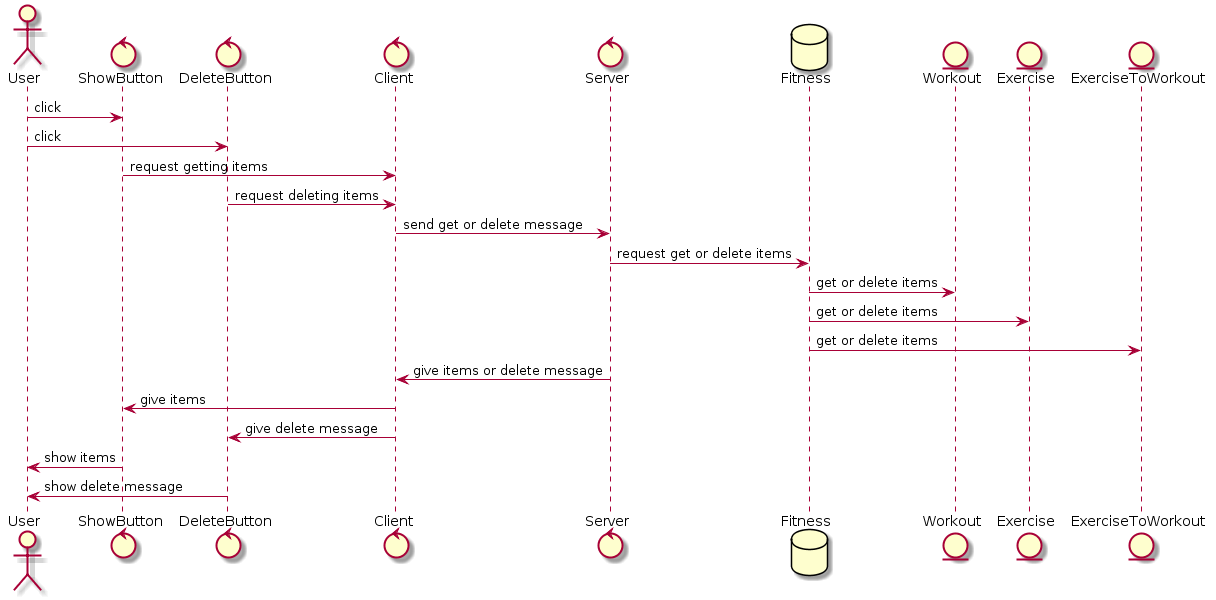 User ShowButton DeleteButton Client Server Fitness Workout Exercise ExerciseToWorkout
click
click
request getting items
request deleting items
send get or delete message
request get or delete items
get or delete items
get or delete items
get or delete items
give items or delete message
give items
give delete message
show items
show delete message
User ShowButton DeleteButton Client Server Fitness Workout Exercise ExerciseToWorkout